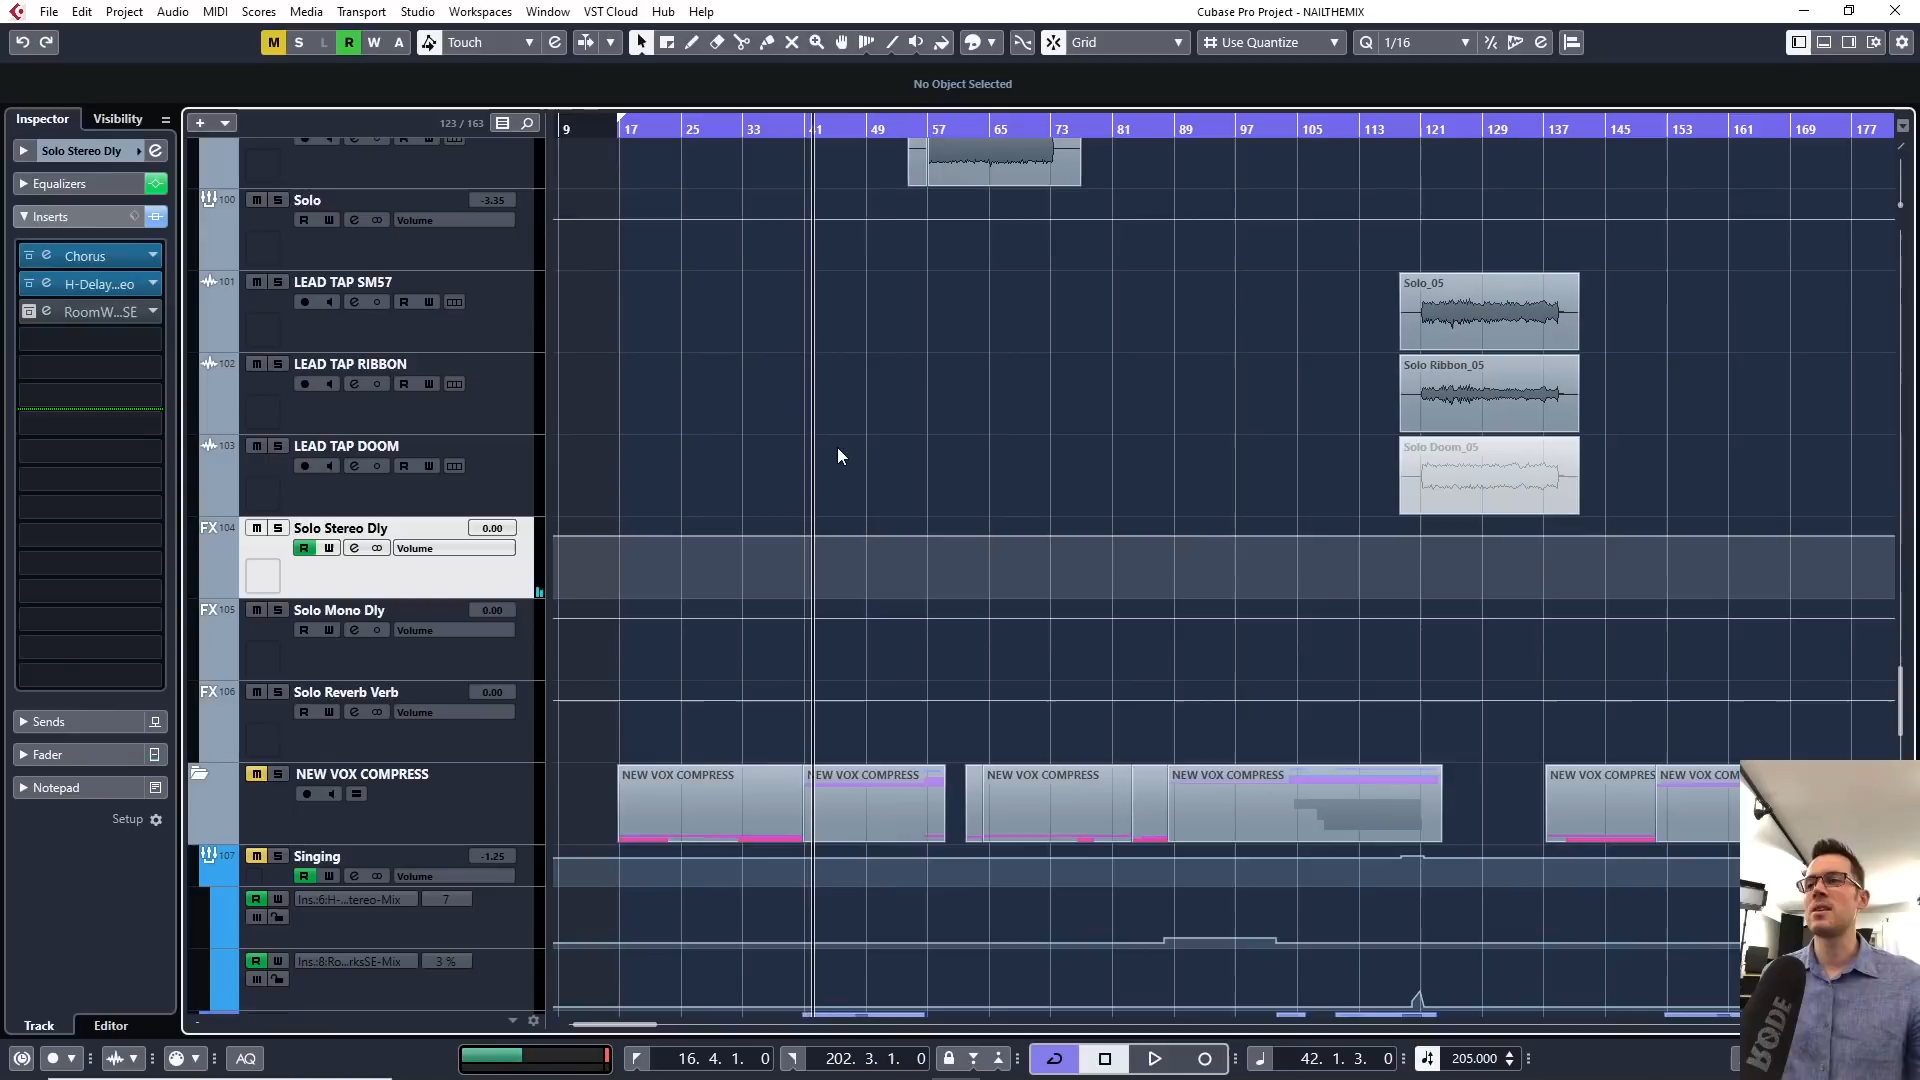 File Edit Project Audio MIDI Scores Media Transport Studio Workspaces Window VST Cloud Hub Help
Cubase Pro Project - NAILTHEMIX
M S L R W A Touch Grid Use Quantize Q 1/16
No Object Selected
Inspector Visibility
123 / 163
9 17 25 33 41 49 57 65 73 81 89 97 105 113 121 129 137 145 153 161 169 177
Solo Stereo Dly
Equalizers
Inserts
Chorus
H-Delay...eo
RoomW...SE
Sends
Fader
Notepad
Setup
Track Editor
100 m S Solo -3.35
R W Volume
101 m S LEAD TAP SM57
R W
Solo_05
102 m S LEAD TAP RIBBON
R W
Solo Ribbon_05
103 m S LEAD TAP DOOM
R W
Solo Doom_05
FX 104 m S Solo Stereo Dly 0.00
R W Volume
FX 105 m S Solo Mono Dly 0.00
R W Volume
FX 106 m S Solo Reverb Verb 0.00
R W Volume
m S NEW VOX COMPRESS
NEW VOX COMPRESS NEW VOX COMPRESS NEW VOX COMPRESS NEW VOX COMPRESS NEW VOX COMPRES NEW VOX COM
107 m S Singing -1.25
R W Volume
R W Ins.:6:H-...tereo-Mix 7
R W Ins.:8:Ro...rksSE-Mix 3 %
AQ 16. 4. 1. 0 202. 3. 1. 0 42. 1. 3. 0 205.000
RODE